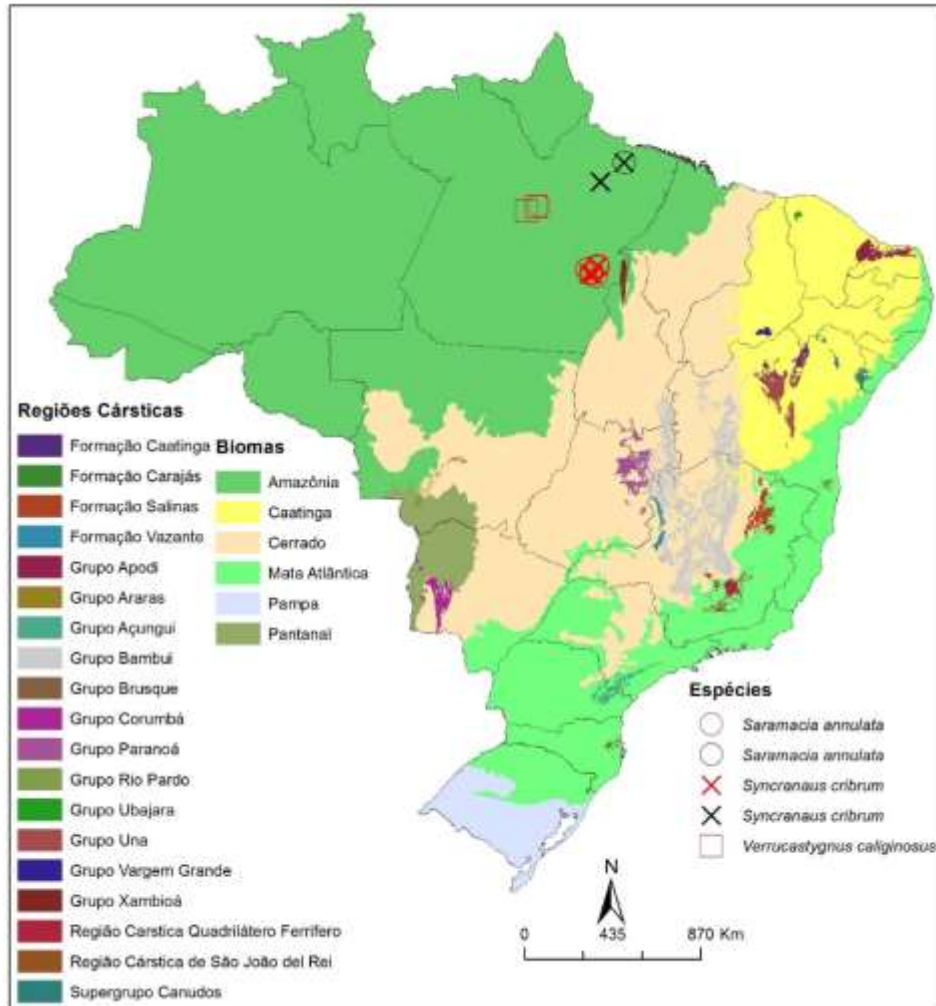 Regiões Cársticas
Formação Caatinga
Formação Carajás
Formação Salinas
Formação Vazante
Grupo Apodi
Grupo Araras
Grupo Açungui
Grupo Bambuí
Grupo Brusque
Grupo Corumbá
Grupo Paranoá
Grupo Rio Pardo
Grupo Ubajara
Grupo Una
Grupo Vargem Grande
Grupo Xambioá
Região Carstica Quadrilátero Ferrífero
Região Cárstica de São João del Rei
Supergrupo Canudos
Biomas
Amazônia
Caatinga
Cerrado
Mata Atlântica
Pampa
Pantanal
Espécies
Saramacia annulata
Saramacia annulata
Syncranaus cribrum
Syncranaus cribrum
Verrucastygnus caliginosus
N
0 435 870 Km